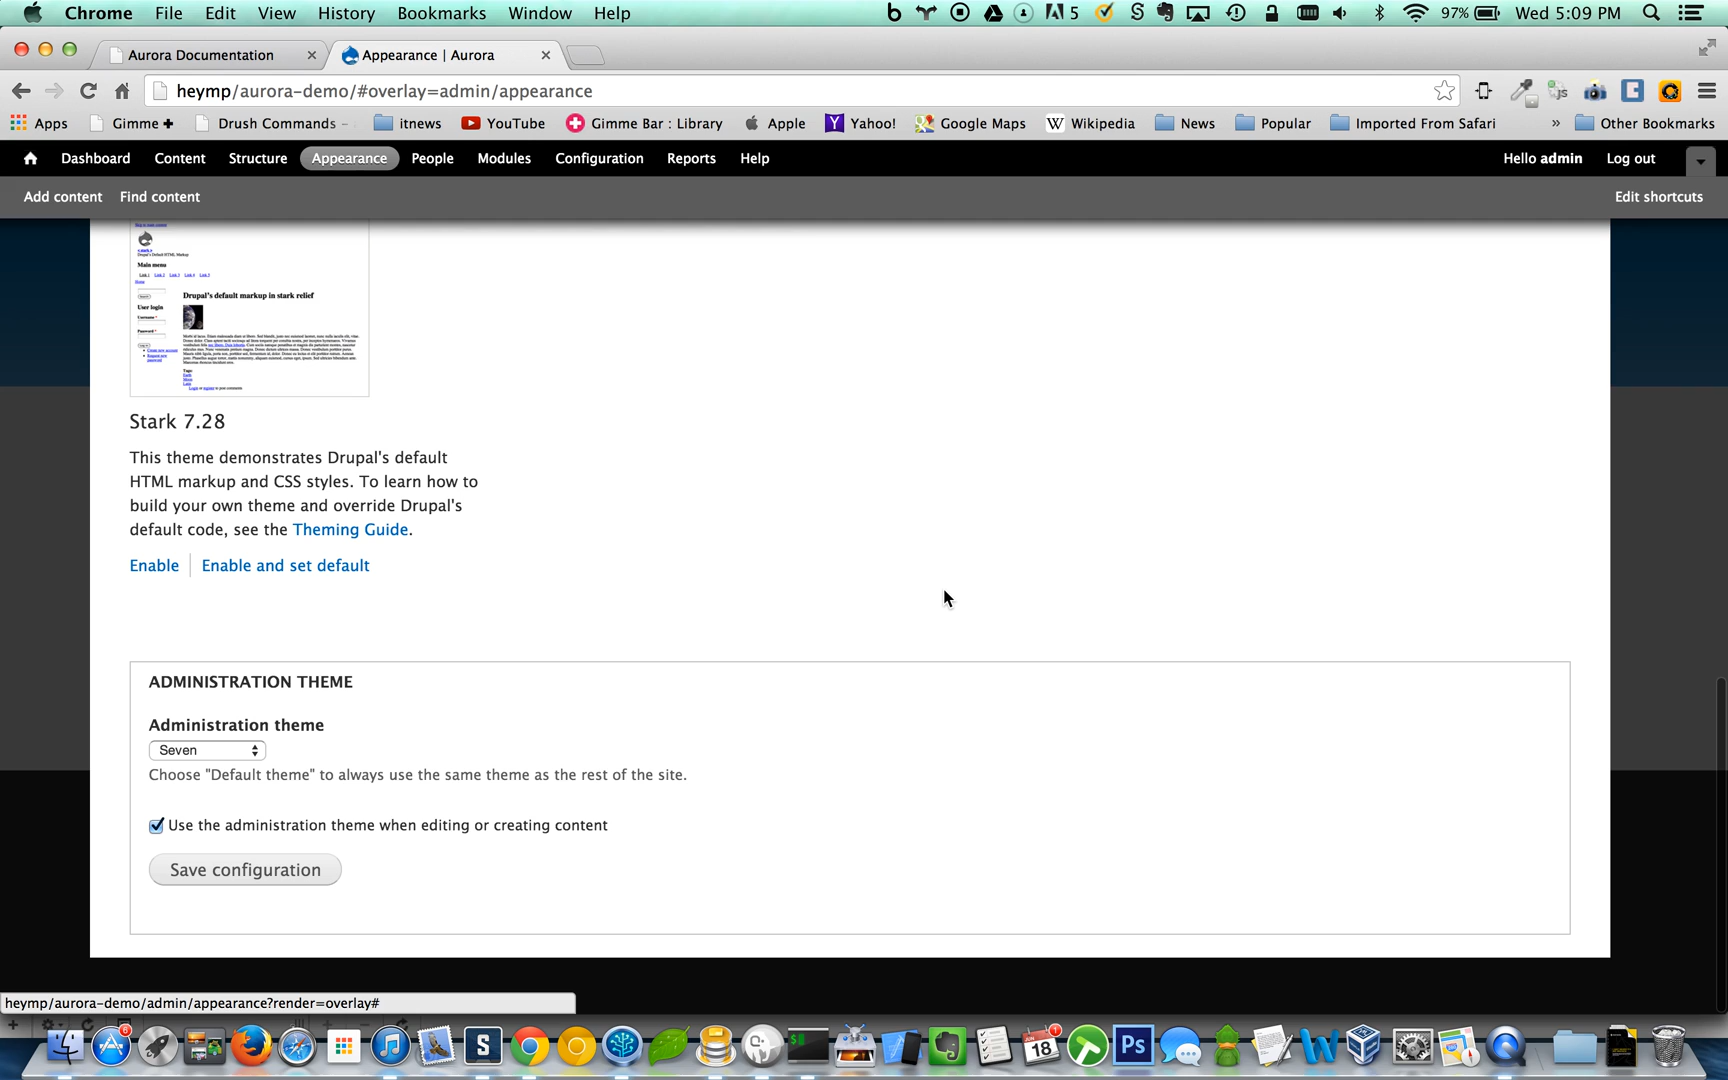 Chrome File Edit View History Bookmarks Window Help 5 97% Wed 5:09 PM
Aurora Documentation Appearance | Aurora
heymp/aurora-demo/#overlay=admin/appearance
Apps Gimme + Drush Commands - itnews YouTube Gimme Bar : Library Apple Yahoo! Google Maps Wikipedia News Popular Imported From Safari » Other Bookmarks
Dashboard Content Structure Appearance People Modules Configuration Reports Help Hello admin Log out
Add content Find content Edit shortcuts
Main menu
Drupal's default markup in stark relief
User login
Stark 7.28
This theme demonstrates Drupal's default
HTML markup and CSS styles. To learn how to
build your own theme and override Drupal's
default code, see the Theming Guide.
Enable Enable and set default
ADMINISTRATION THEME
Administration theme
Seven
Choose "Default theme" to always use the same theme as the rest of the site.
Use the administration theme when editing or creating content
Save configuration
heymp/aurora-demo/admin/appearance?render=overlay#
6 S 1 18 Ps